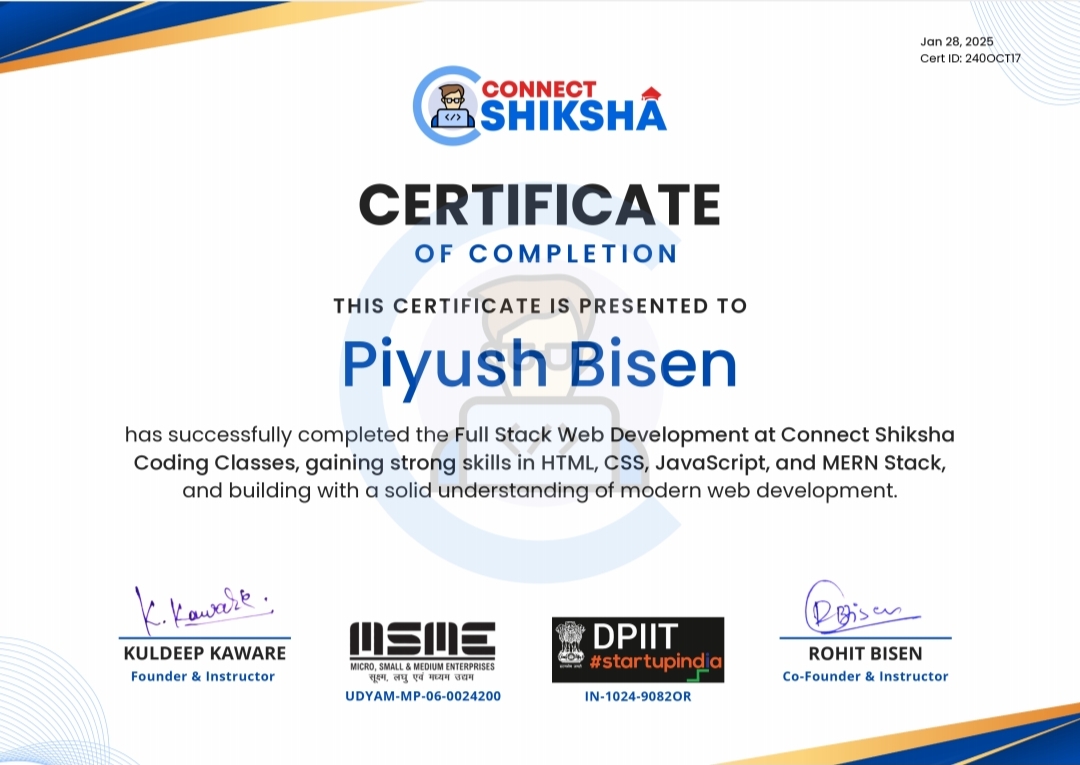 Jan 28, 2025
Cert ID: 240OCT17
CONNECT
SHIKSHA
</>
CERTIFICATE
OF COMPLETION
THIS CERTIFICATE IS PRESENTED TO
Piyush Bisen
has successfully completed the Full Stack Web Development at Connect Shiksha
Coding Classes, gaining strong skills in HTML, CSS, JavaScript, and MERN Stack,
and building with a solid understanding of modern web development.
K. Kaware
KULDEEP KAWARE
Founder & Instructor
MSME
MICRO, SMALL & MEDIUM ENTERPRISES
सूक्ष्म, लघु एवं मध्यम उद्यम
UDYAM-MP-06-0024200
DPIIT
#startupindia
IN-1024-9082OR
RBisen
ROHIT BISEN
Co-Founder & Instructor